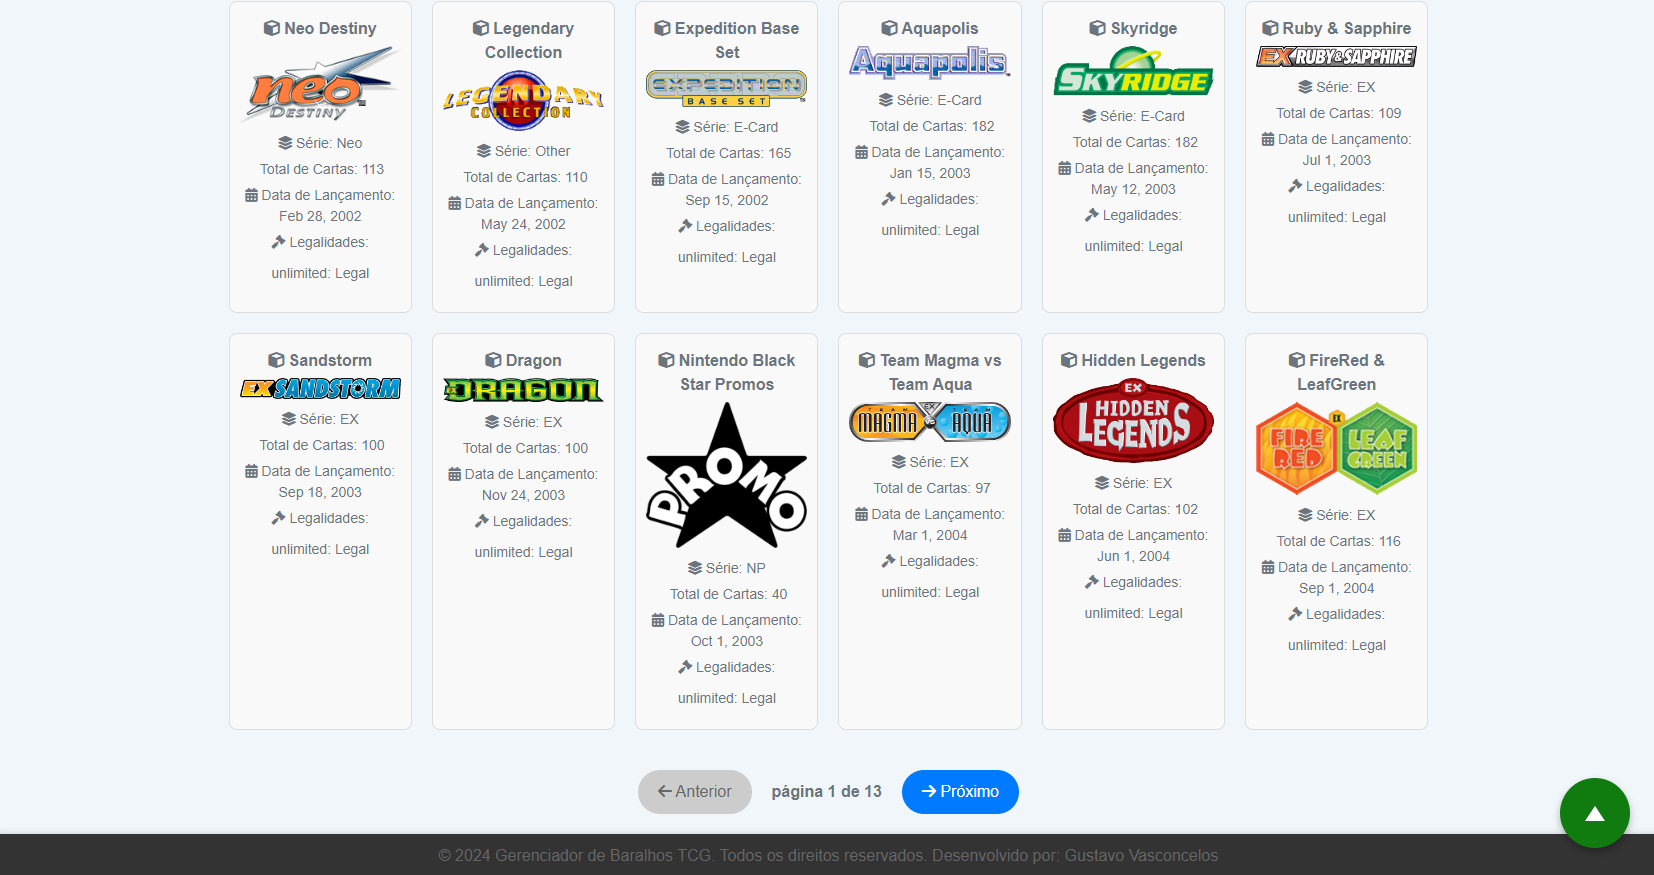 Neo Destiny
neo
DESTINY
Série: Neo
Total de Cartas: 113
Data de Lançamento:
Feb 28, 2002
Legalidades:
unlimited: Legal
Legendary
Collection
LEGENDARY
COLLECTION
Série: Other
Total de Cartas: 110
Data de Lançamento:
May 24, 2002
Legalidades:
unlimited: Legal
Expedition Base
Set
EXPEDITION
BASE SET
Série: E-Card
Total de Cartas: 165
Data de Lançamento:
Sep 15, 2002
Legalidades:
unlimited: Legal
Aquapolis
Aquapolis
Série: E-Card
Total de Cartas: 182
Data de Lançamento:
Jan 15, 2003
Legalidades:
unlimited: Legal
Skyridge
SKYRIDGE
Série: E-Card
Total de Cartas: 182
Data de Lançamento:
May 12, 2003
Legalidades:
unlimited: Legal
Ruby & Sapphire
EX RUBY & SAPPHIRE
Série: EX
Total de Cartas: 109
Data de Lançamento:
Jul 1, 2003
Legalidades:
unlimited: Legal
Sandstorm
EX SANDSTORM
Série: EX
Total de Cartas: 100
Data de Lançamento:
Sep 18, 2003
Legalidades:
unlimited: Legal
Dragon
EX DRAGON
Série: EX
Total de Cartas: 100
Data de Lançamento:
Nov 24, 2003
Legalidades:
unlimited: Legal
Nintendo Black
Star Promos
PROMO
Série: NP
Total de Cartas: 40
Data de Lançamento:
Oct 1, 2003
Legalidades:
unlimited: Legal
Team Magma vs
Team Aqua
TEAM EX TEAM
MAGMA VS AQUA
Série: EX
Total de Cartas: 97
Data de Lançamento:
Mar 1, 2004
Legalidades:
unlimited: Legal
Hidden Legends
EX
HIDDEN
LEGENDS
Série: EX
Total de Cartas: 102
Data de Lançamento:
Jun 1, 2004
Legalidades:
unlimited: Legal
FireRed &
LeafGreen
EX
FIRE LEAF
RED GREEN
Série: EX
Total de Cartas: 116
Data de Lançamento:
Sep 1, 2004
Legalidades:
unlimited: Legal
Anterior página 1 de 13 Próximo
© 2024 Gerenciador de Baralhos TCG. Todos os direitos reservados. Desenvolvido por: Gustavo Vasconcelos